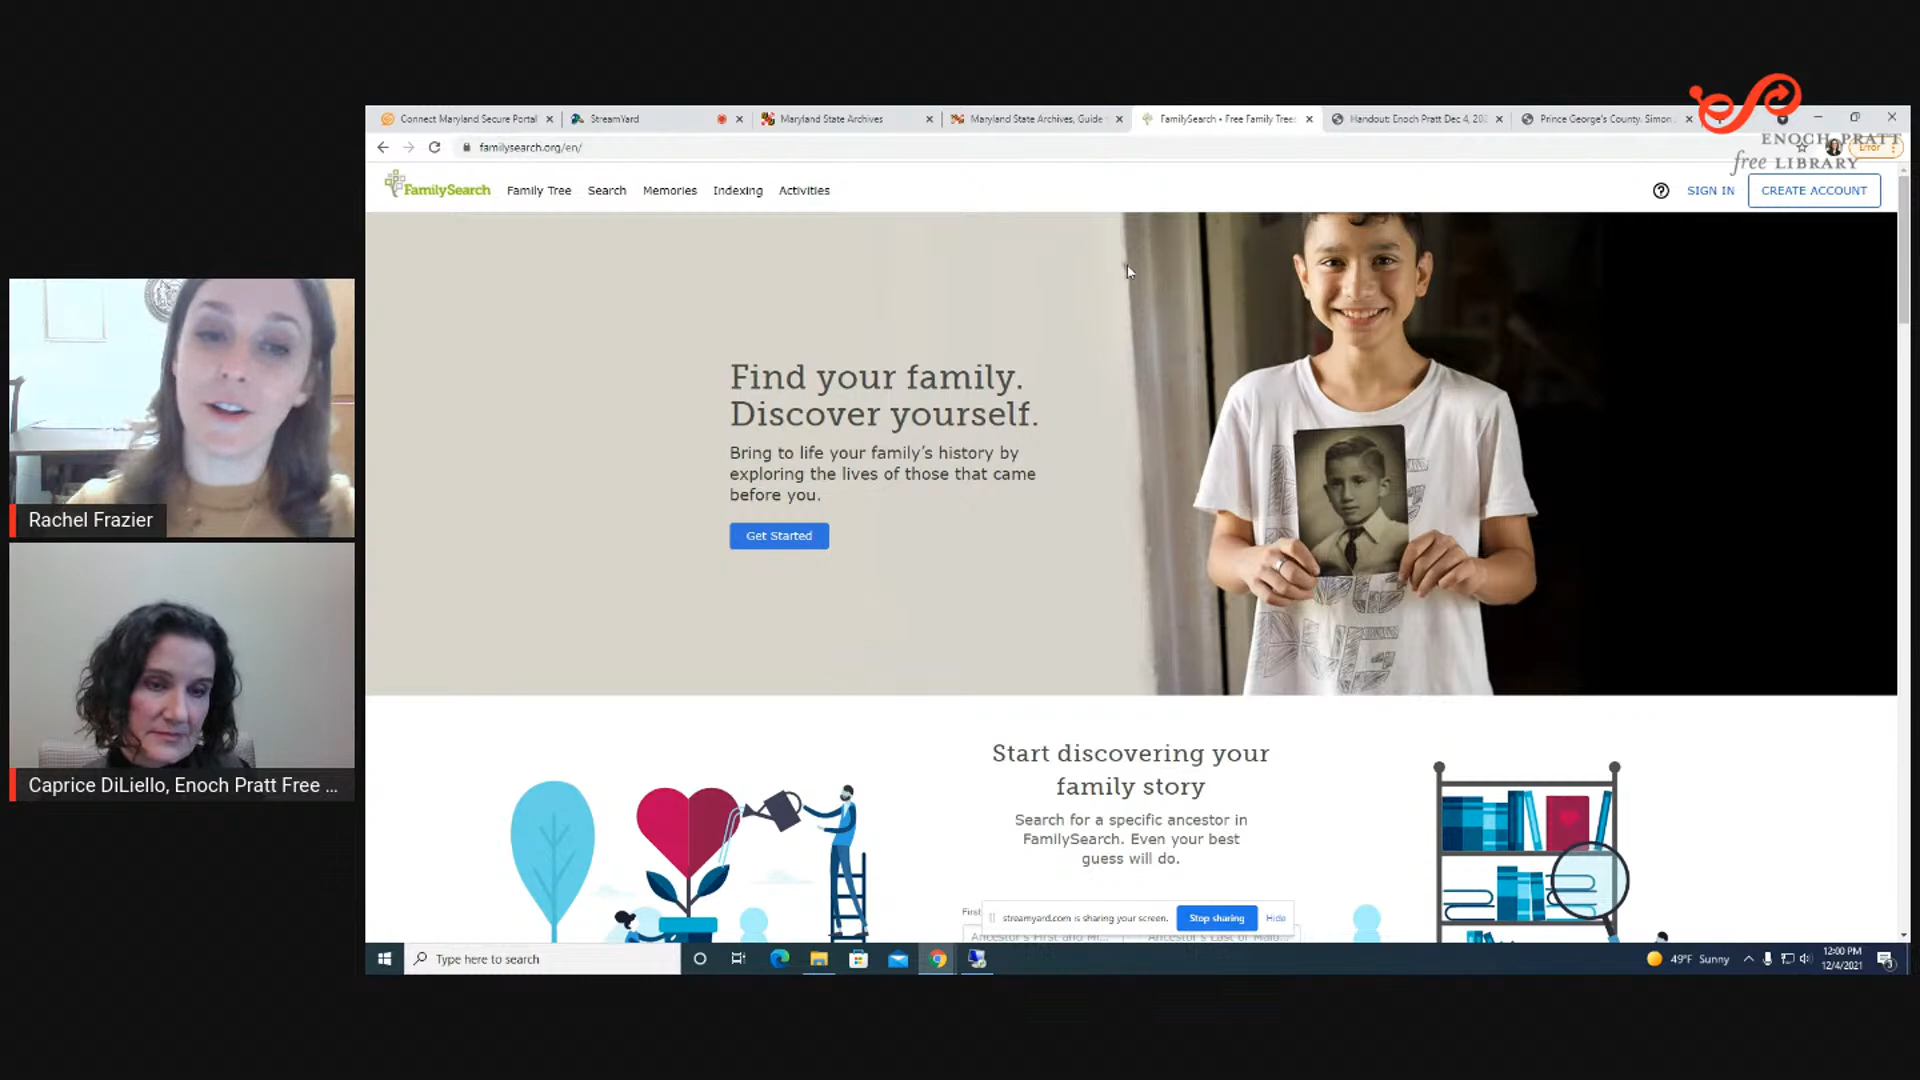 Connect Maryland Secure Portal
StreamYard
Maryland State Archives
Maryland State Archives, Guide
FamilySearch • Free Family Tree
Handout: Enoch Pratt Dec 4, 202
Prince George's County. Simon
ENOCH PRATT
free LIBRARY
familysearch.org/en/
Error
FamilySearch
Family Tree
Search
Memories
Indexing
Activities
SIGN IN
CREATE ACCOUNT
Find your family.
Discover yourself.
Bring to life your family's history by
exploring the lives of those that came
before you.
Get Started
Rachel Frazier
Caprice DiLiello, Enoch Pratt Free ...
Start discovering your
family story
Search for a specific ancestor in
FamilySearch. Even your best
guess will do.
First
streamyard.com is sharing your screen.
Stop sharing
Hide
Type here to search
49°F Sunny
12:00 PM
12/4/2021